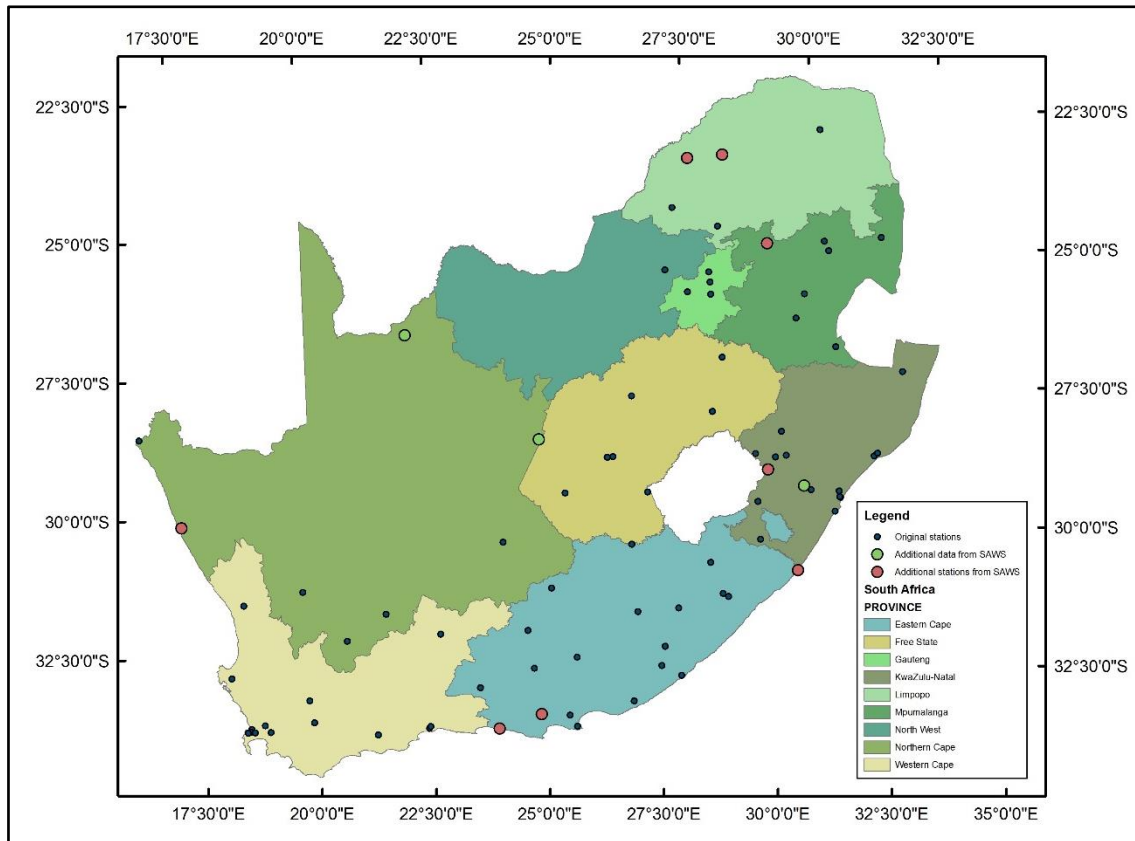 17°30'0"E 20°0'0"E 22°30'0"E 25°0'0"E 27°30'0"E 30°0'0"E 32°30'0"E
22°30'0"S 22°30'0"S
25°0'0"S 25°0'0"S
27°30'0"S 27°30'0"S
30°0'0"S 30°0'0"S
32°30'0"S 32°30'0"S
Legend
Original stations
Additional data from SAWS
Additional stations from SAWS
South Africa
PROVINCE
Eastern Cape
Free State
Gauteng
KwaZulu-Natal
Limpopo
Mpumalanga
North West
Northern Cape
Western Cape
17°30'0"E 20°0'0"E 22°30'0"E 25°0'0"E 27°30'0"E 30°0'0"E 32°30'0"E 35°0'0"E